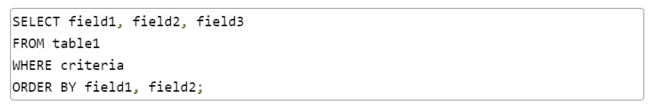 SELECT field1, field2, field3
FROM table1
WHERE criteria
ORDER BY field1, field2;